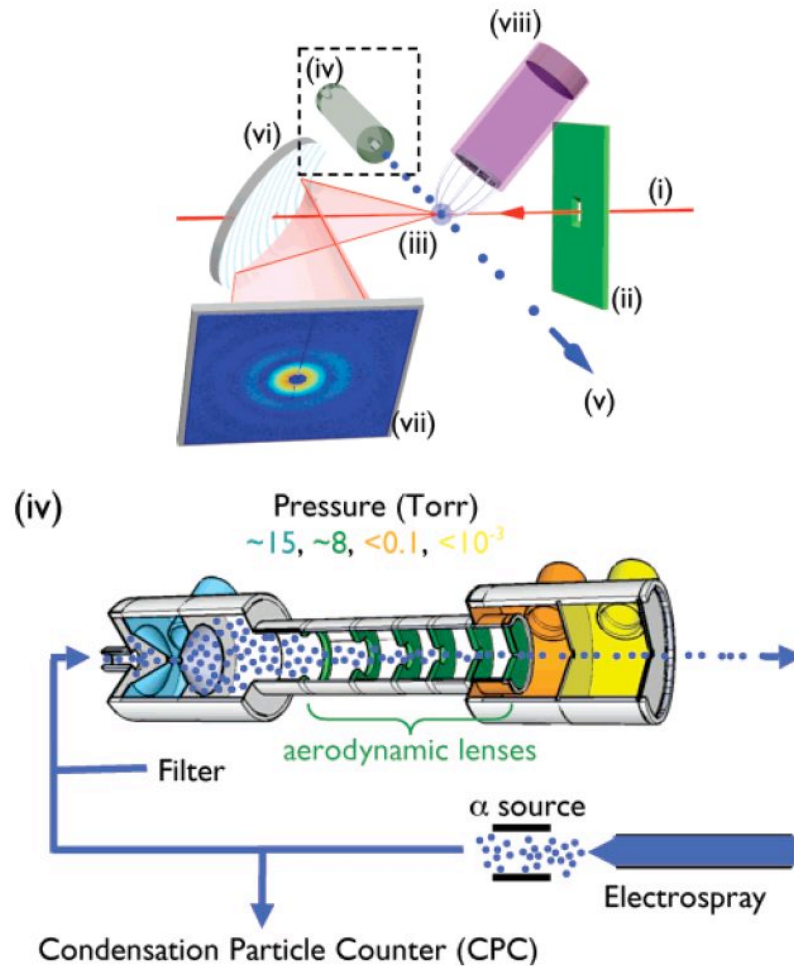 (viii)
(iv)
(vi)
(i)
(iii)
(ii)
(v)
(vii)
(iv)
Pressure (Torr)
~15, ~8, <0.1, <10⁻³
aerodynamic lenses
Filter
α source
Electrospray
Condensation Particle Counter (CPC)